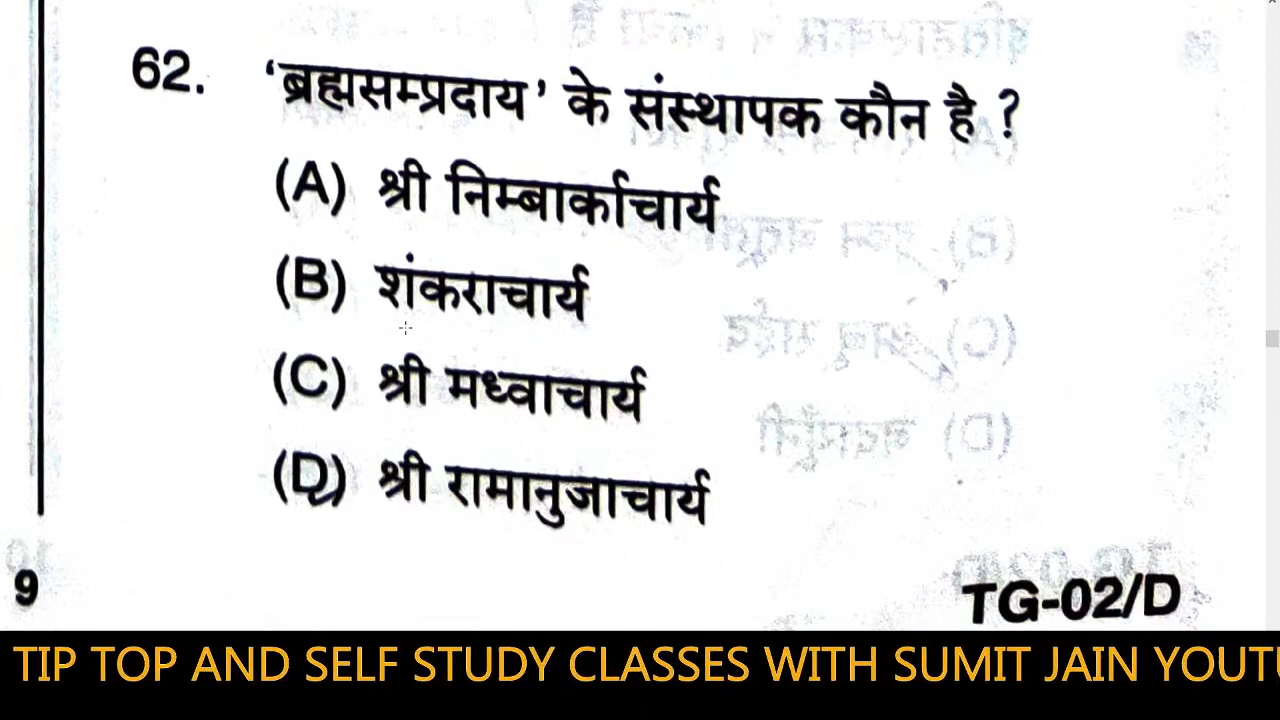 62. 'ब्रह्मसम्प्रदाय' के संस्थापक कौन है ?
(A) श्री निम्बार्काचार्य
(B) शंकराचार्य
(C) श्री मध्वाचार्य
(D) श्री रामानुजाचार्य
9
TG-02/D
TIP TOP AND SELF STUDY CLASSES WITH SUMIT JAIN YOUT